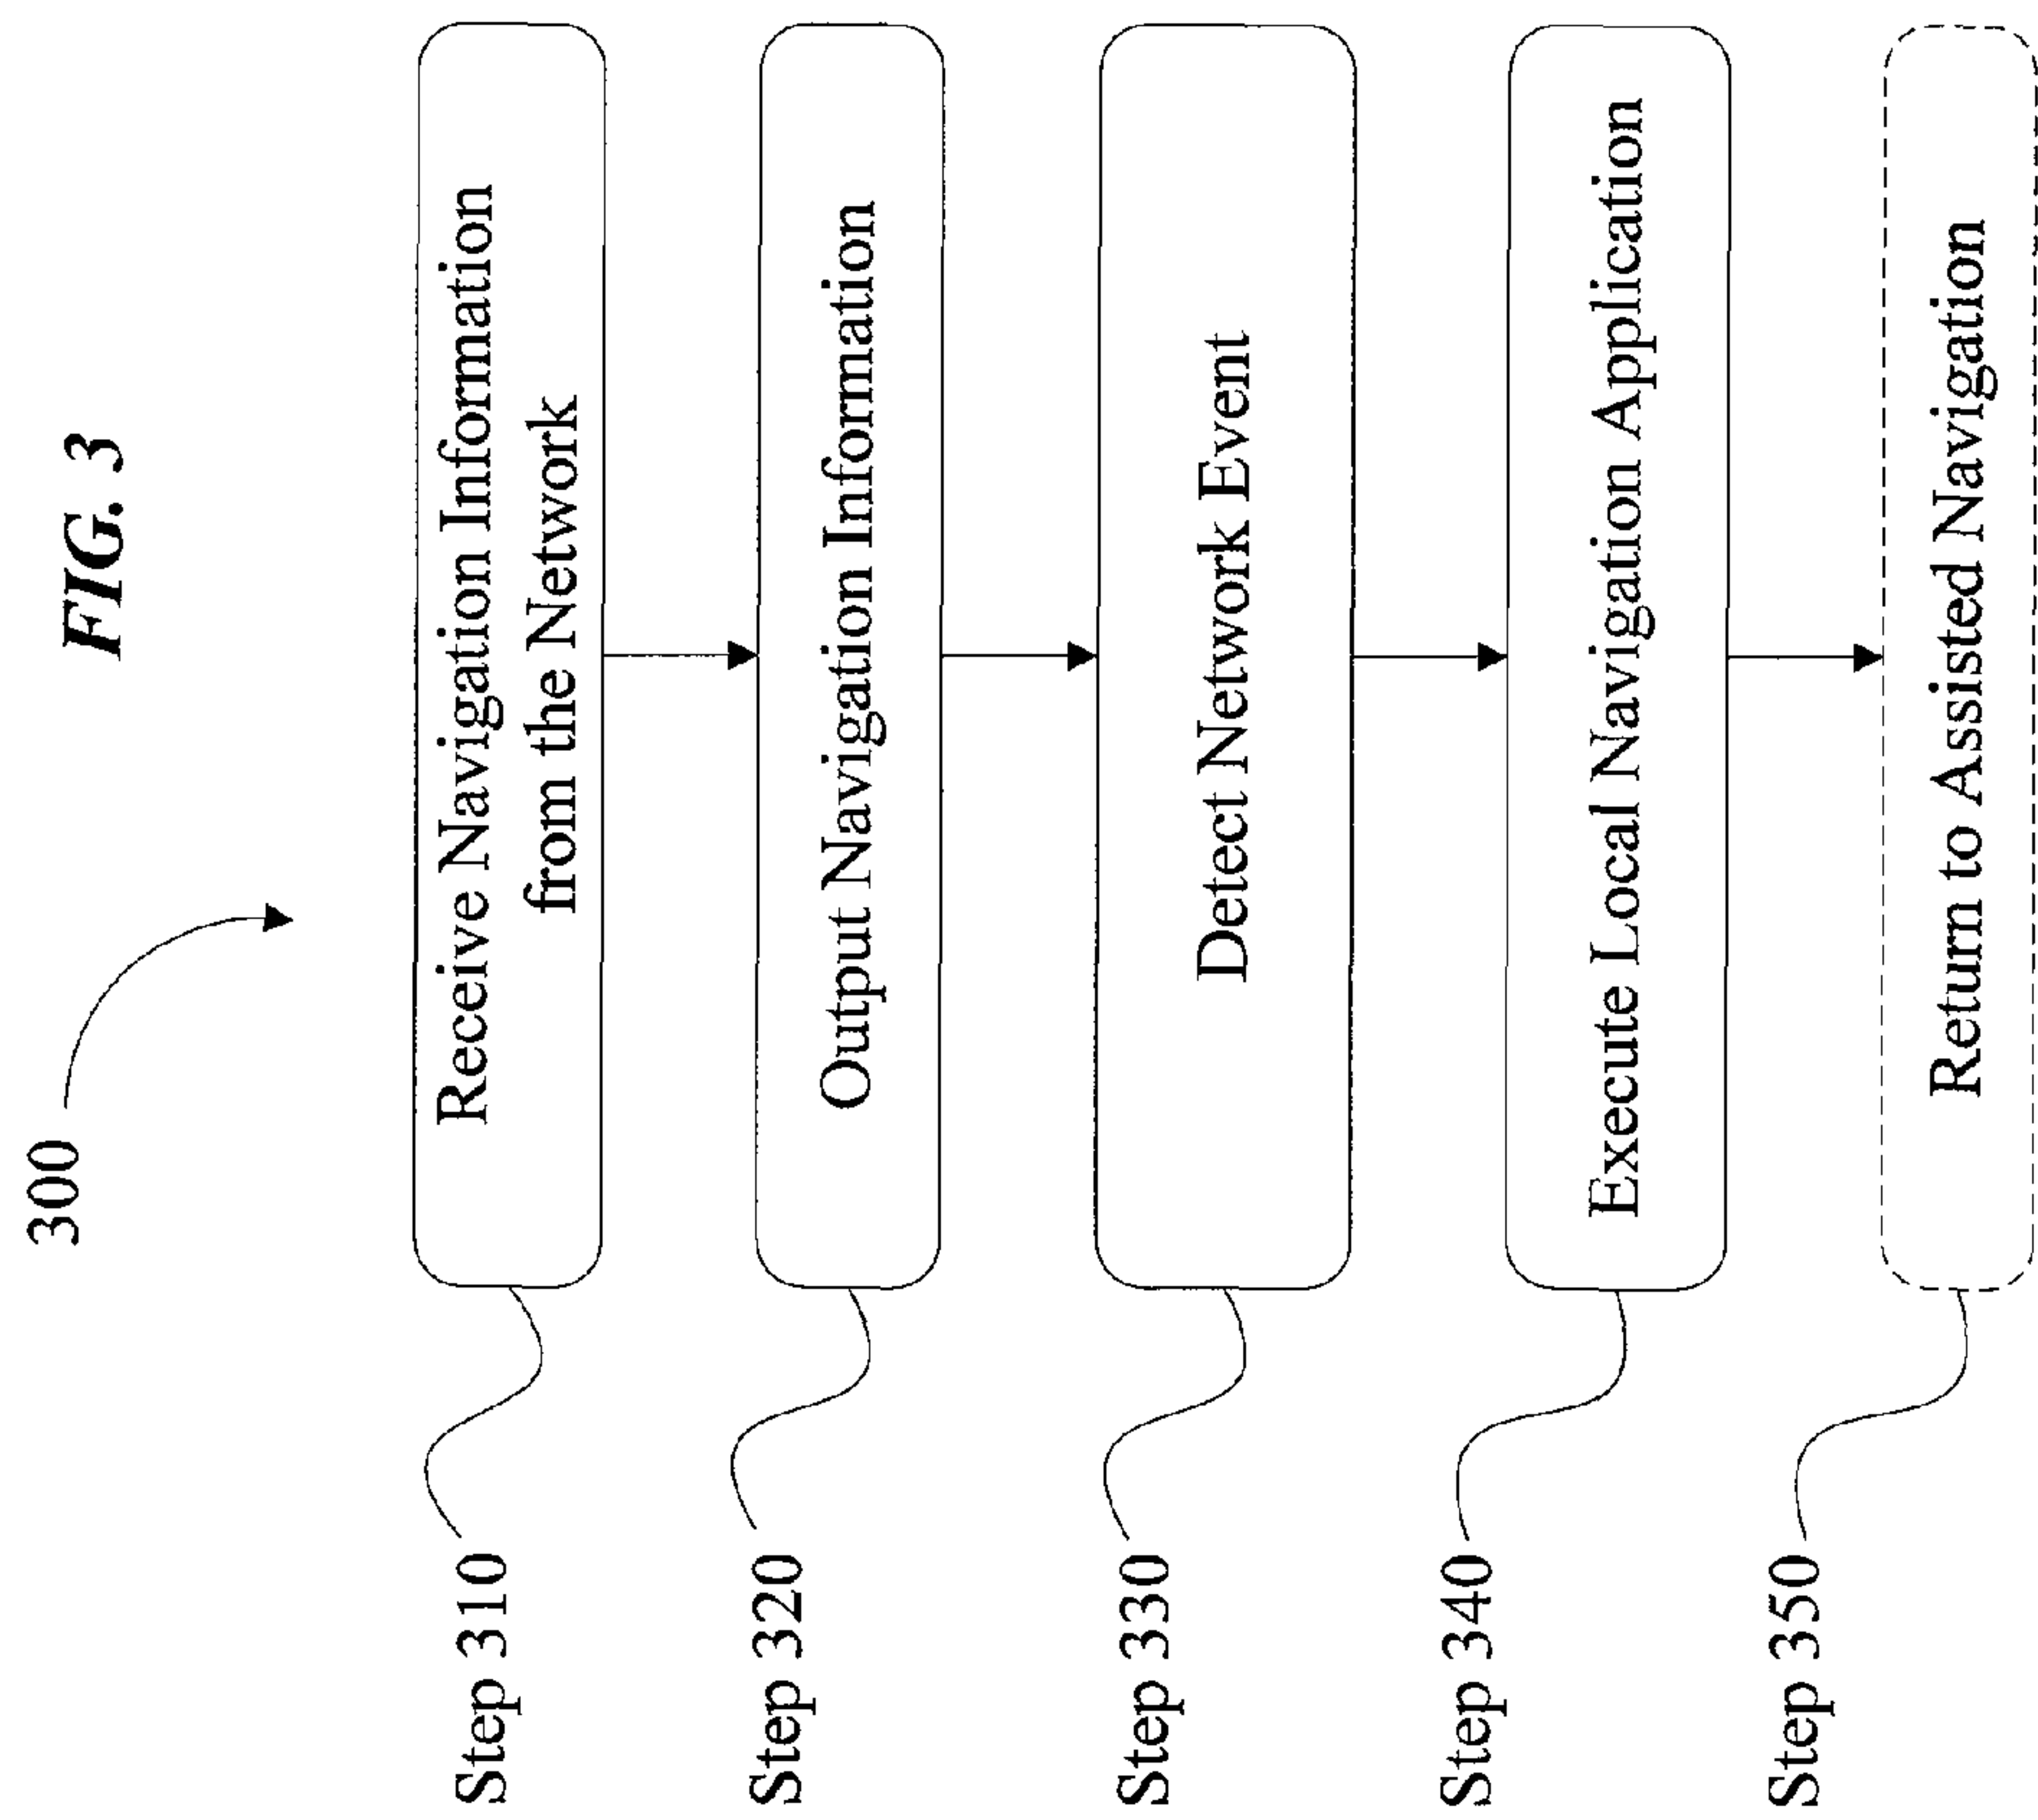 FIG. 3
300
Step 310
Receive Navigation Information
from the Network
Step 320
Output Navigation Information
Step 330
Detect Network Event
Step 340
Execute Local Navigation Application
Step 350
Return to Assisted Navigation